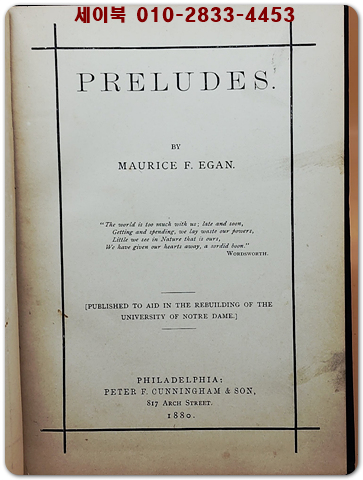 세이북 010-2833-4453
PRELUDES.
BY
MAURICE F. EGAN.
"The world is too much with us; late and soon,
Getting and spending, we lay waste our powers,
Little we see in Nature that is ours,
We have given our hearts away, a sordid boon."
WORDSWORTH.
[PUBLISHED TO AID IN THE REBUILDING OF THE
UNIVERSITY OF NOTRE DAME.]
PHILADELPHIA:
PETER F. CUNNINGHAM & SON,
817 ARCH STREET.
1880.